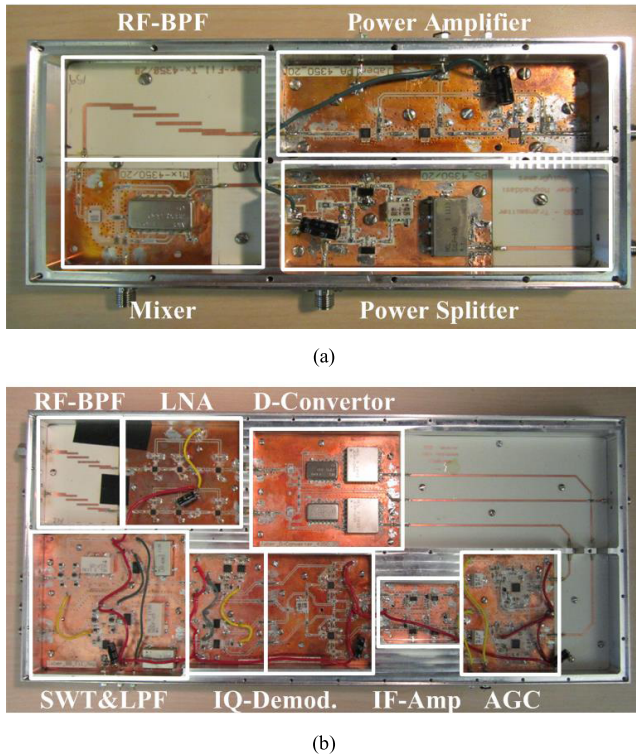 RF-BPF Power Amplifier
Mixer Power Splitter
(a)
RF-BPF LNA D-Convertor
SWT&LPF IQ-Demod. IF-Amp AGC
(b)